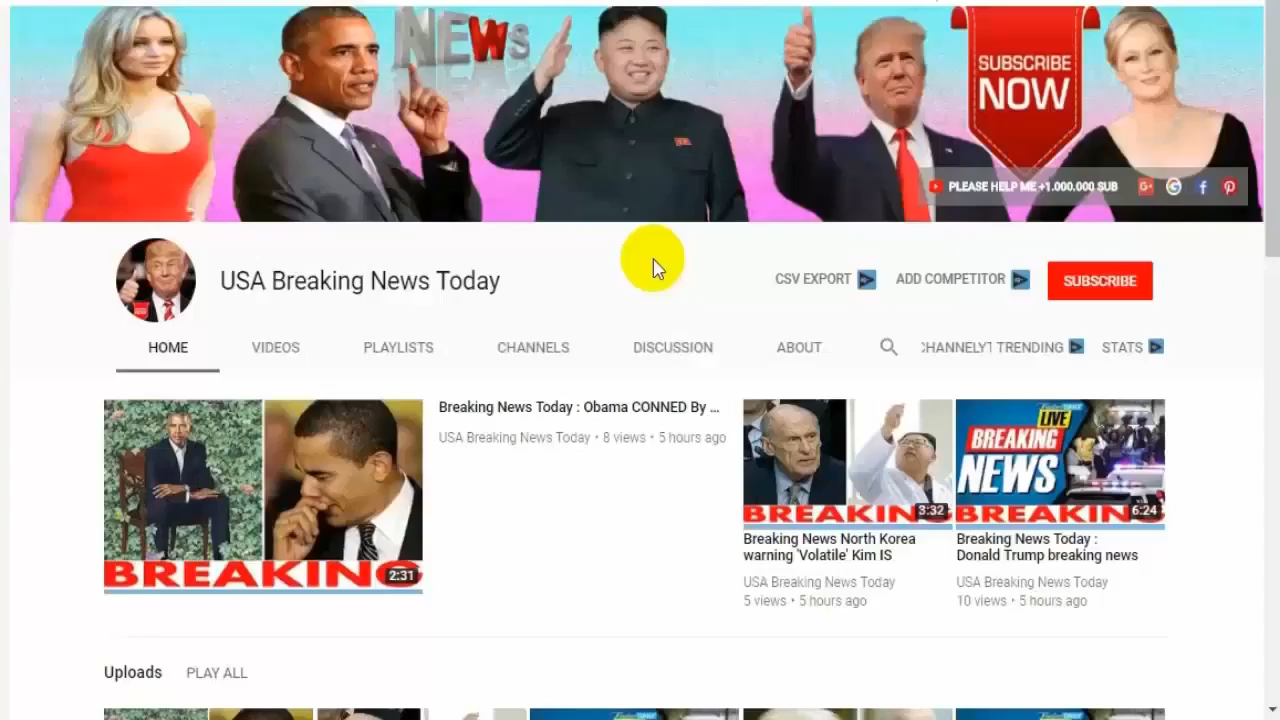 NEWS
SUBSCRIBE
NOW
PLEASE HELP ME +1.000.000 SUB
USA Breaking News Today
CSV EXPORT
ADD COMPETITOR
SUBSCRIBE
HOME
VIDEOS
PLAYLISTS
CHANNELS
DISCUSSION
ABOUT
CHANNELYT TRENDING
STATS
BREAKING
2:31
Breaking News Today : Obama CONNED By ...
USA Breaking News Today • 8 views • 5 hours ago
BREAKIN
3:32
Breaking News North Korea
warning 'Volatile' Kim IS
USA Breaking News Today
5 views • 5 hours ago
LIVE
BREAKING
NEWS
BREAKIN
6:24
Breaking News Today :
Donald Trump breaking news
USA Breaking News Today
10 views • 5 hours ago
Uploads
PLAY ALL